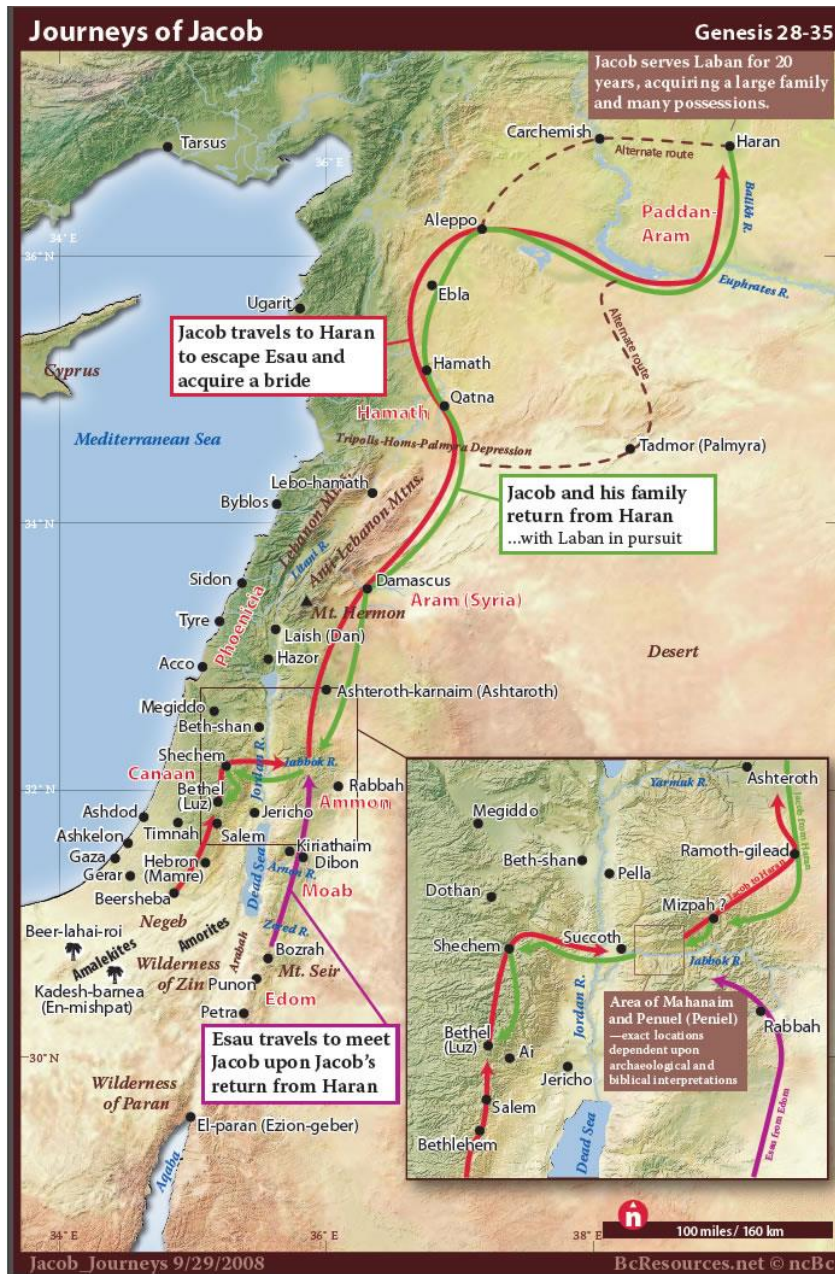 Journeys of Jacob
Genesis 28-35
Jacob serves Laban for 20
years, acquiring a large family
and many possessions.
Tarsus
Carchemish
Haran
Alternate route
36° E
Balikh R.
Paddan-
Aram
Aleppo
34° E
36° N
Euphrates R.
Ebla
Ugarit
Alternate route
Jacob travels to Haran
to escape Esau and
acquire a bride
Cyprus
Hamath
Qatna
Hamath
Mediterranean Sea
Tripolis-Homs-Palmyra Depression
Tadmor (Palmyra)
Lebo-hamath
Byblos
Lebanon Mtns.
Litani R.
Anti-Lebanon Mtns.
34° N
Jacob and his family
return from Haran
...with Laban in pursuit
Sidon
Damascus
Aram (Syria)
Mt. Hermon
Phoenicia
Tyre
Laish (Dan)
Hazor
Acco
Desert
Ashteroth-karnaim (Ashtaroth)
Megiddo
Beth-shan
Shechem
Jordan R.
Jabbok R.
Canaan
32° N
Bethel
(Luz)
Rabbah
Ammon
Ashdod
Jericho
Timnah
Salem
Ashkelon
Kiriathaim
Gaza
Hebron
(Mamre)
Dibon
Gerar
Dead Sea
Arnon R.
Moab
Beersheba
Negeb
Zered R.
Beer-lahai-roi
Amorites
Amalekites
Arabah
Bozrah
Wilderness
of Zin
Mt. Seir
Kadesh-barnea
(En-mishpat)
Punon
Edom
Petra
Esau travels to meet
Jacob upon Jacob's
return from Haran
30° N
Wilderness
of Paran
El-paran (Ezion-geber)
Aqaba
Yarmuk R.
Ashteroth
Megiddo
Jacob from Haran
Ramoth-gilead
Beth-shan
Pella
Jacob to Haran
Dothan
Mizpah ?
Shechem
Succoth
Jabbok R.
Jordan R.
Area of Mahanaim
and Penuel (Peniel)
—exact locations
dependent upon
archaeological and
biblical interpretations
Rabbah
Bethel
(Luz)
Ai
Jericho
Salem
Bethlehem
Dead Sea
Esau from Edom
34° E
36° E
38° E
n
100 miles / 160 km
Jacob_Journeys 9/29/2008
BcResources.net © ncBc